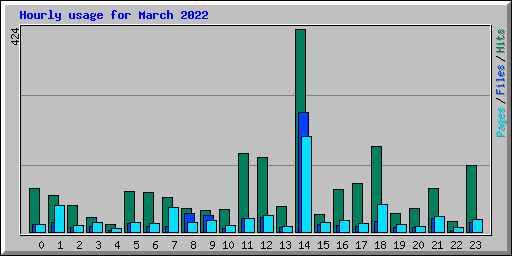 Hourly usage for March 2022
424
Pages/Files/Hits
0 1 2 3 4 5 6 7 8 9 10 11 12 13 14 15 16 17 18 19 20 21 22 23